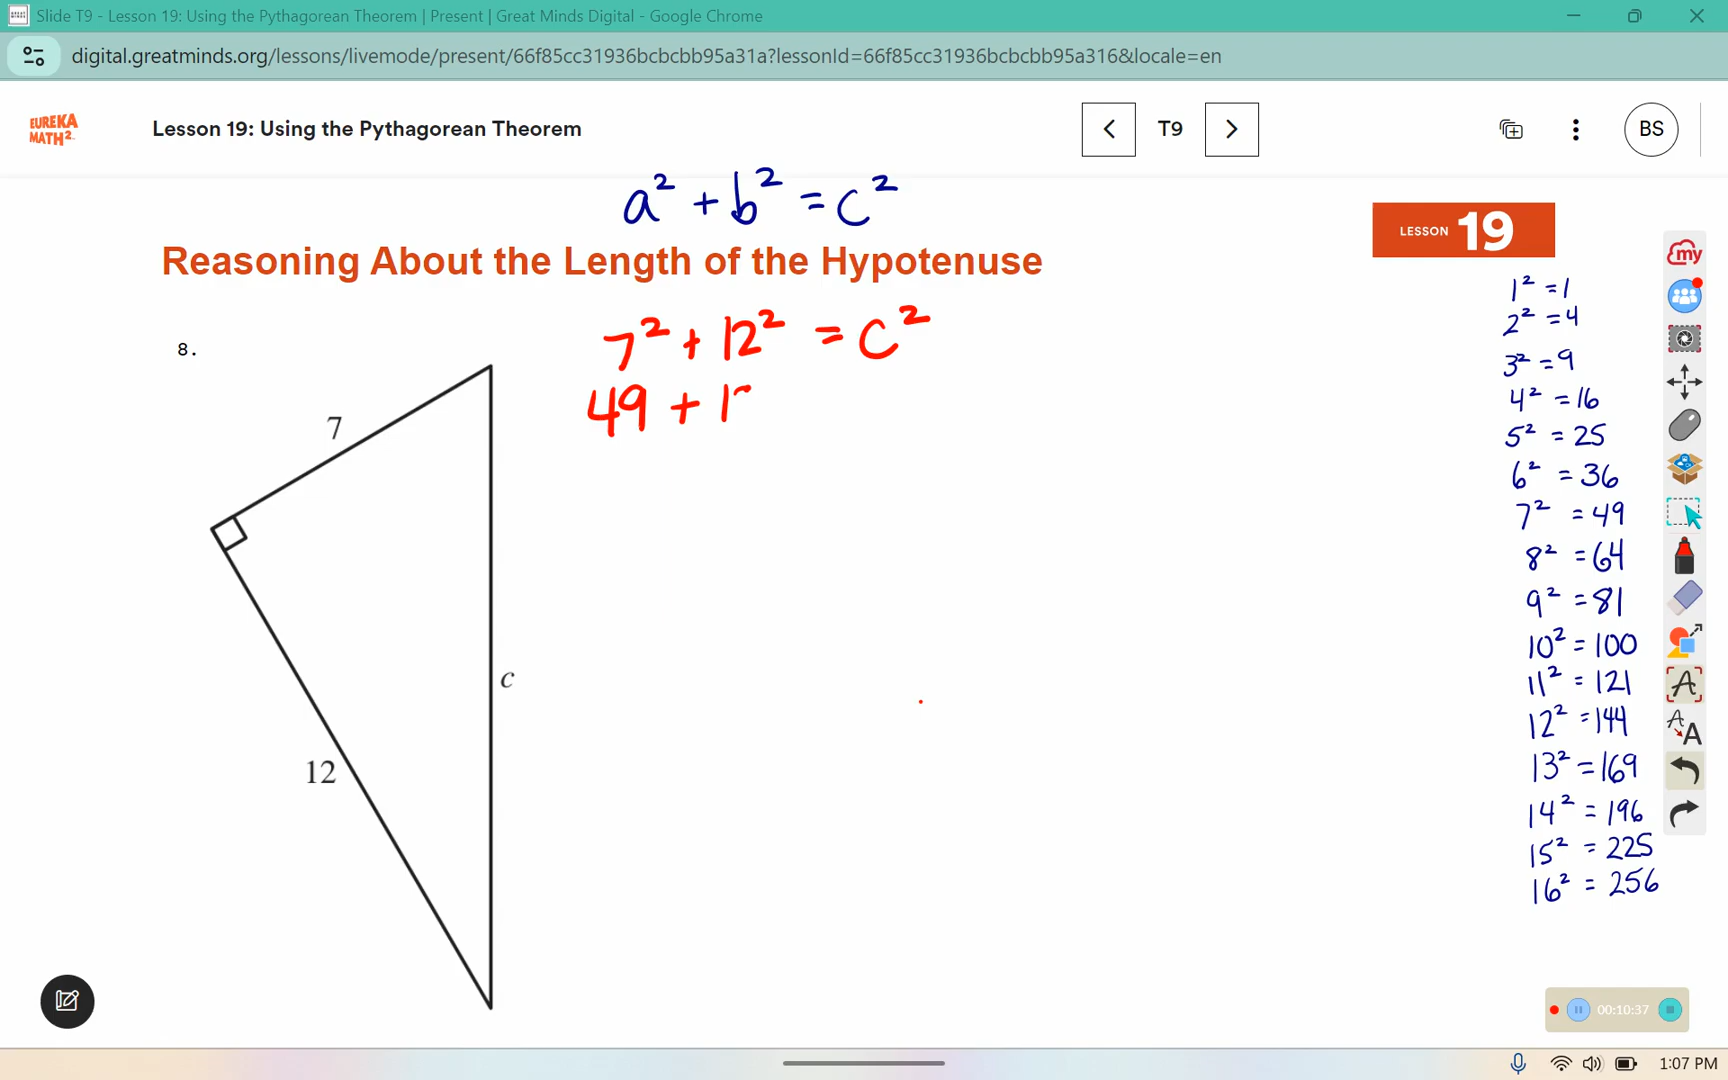 Slide T9 - Lesson 19: Using the Pythagorean Theorem | Present | Great Minds Digital - Google Chrome
digital.greatminds.org/lessons/livemode/present/66f85cc31936bcbcbb95a31a?lessonId=66f85cc31936bcbcbb95a316&locale=en
EUREKA
MATH²
Lesson 19: Using the Pythagorean Theorem
T9
BS
a² + b² = c²
LESSON 19
Reasoning About the Length of the Hypotenuse
7² + 12² = c²
8.
49 + 1
7
c
12
1² = 1
2² = 4
3² = 9
4² = 16
5² = 25
6² = 36
7² = 49
8² = 64
9² = 81
10² = 100
11² = 121
12² = 144
13² = 169
14² = 196
15² = 225
16² = 256
my
A
A A
00:10:37
1:07 PM